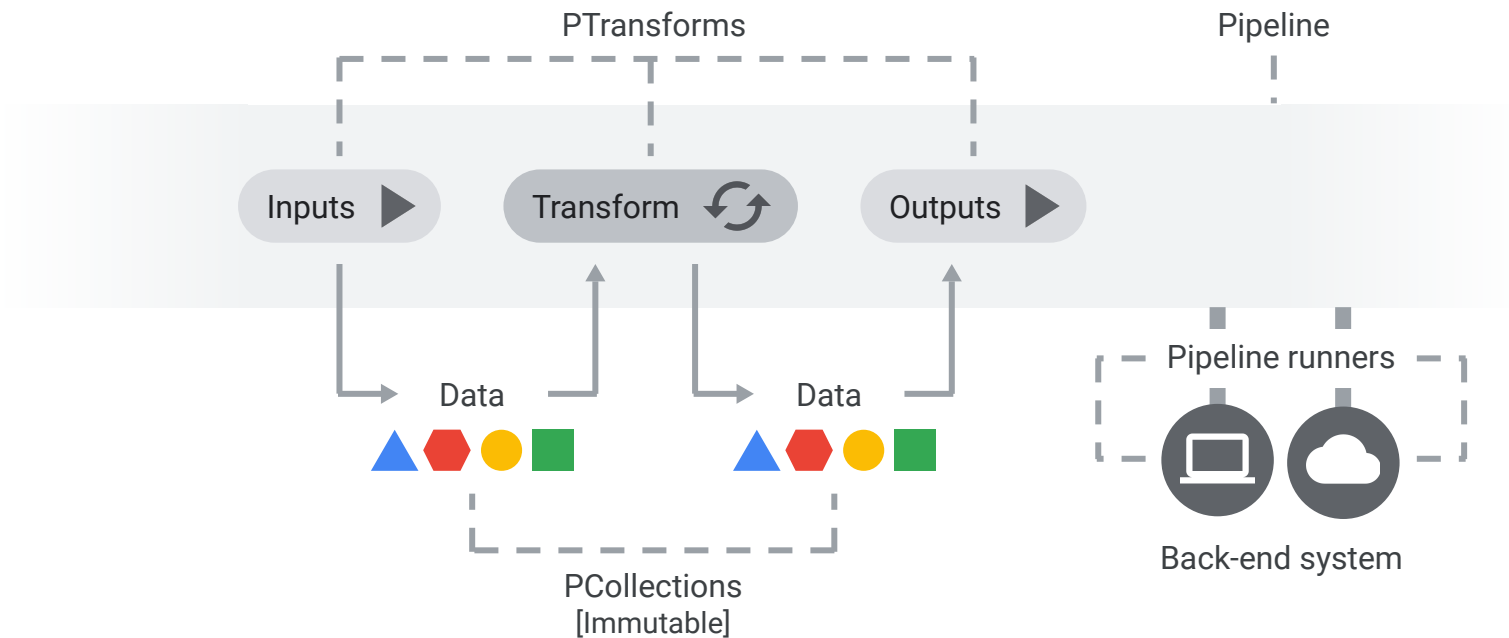 PTransforms
Pipeline
Inputs
Transform
Outputs
Pipeline runners
Data
Data
Back-end system
PCollections
[Immutable]